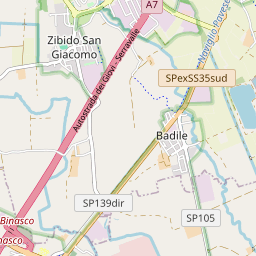 A7
Zibido San
Giacomo
Naviglio Pavese
SPexSS35sud
Autostrada dei Giovi - Serravalle
Badile
SP139dir
SP105
Binasco
Binasco